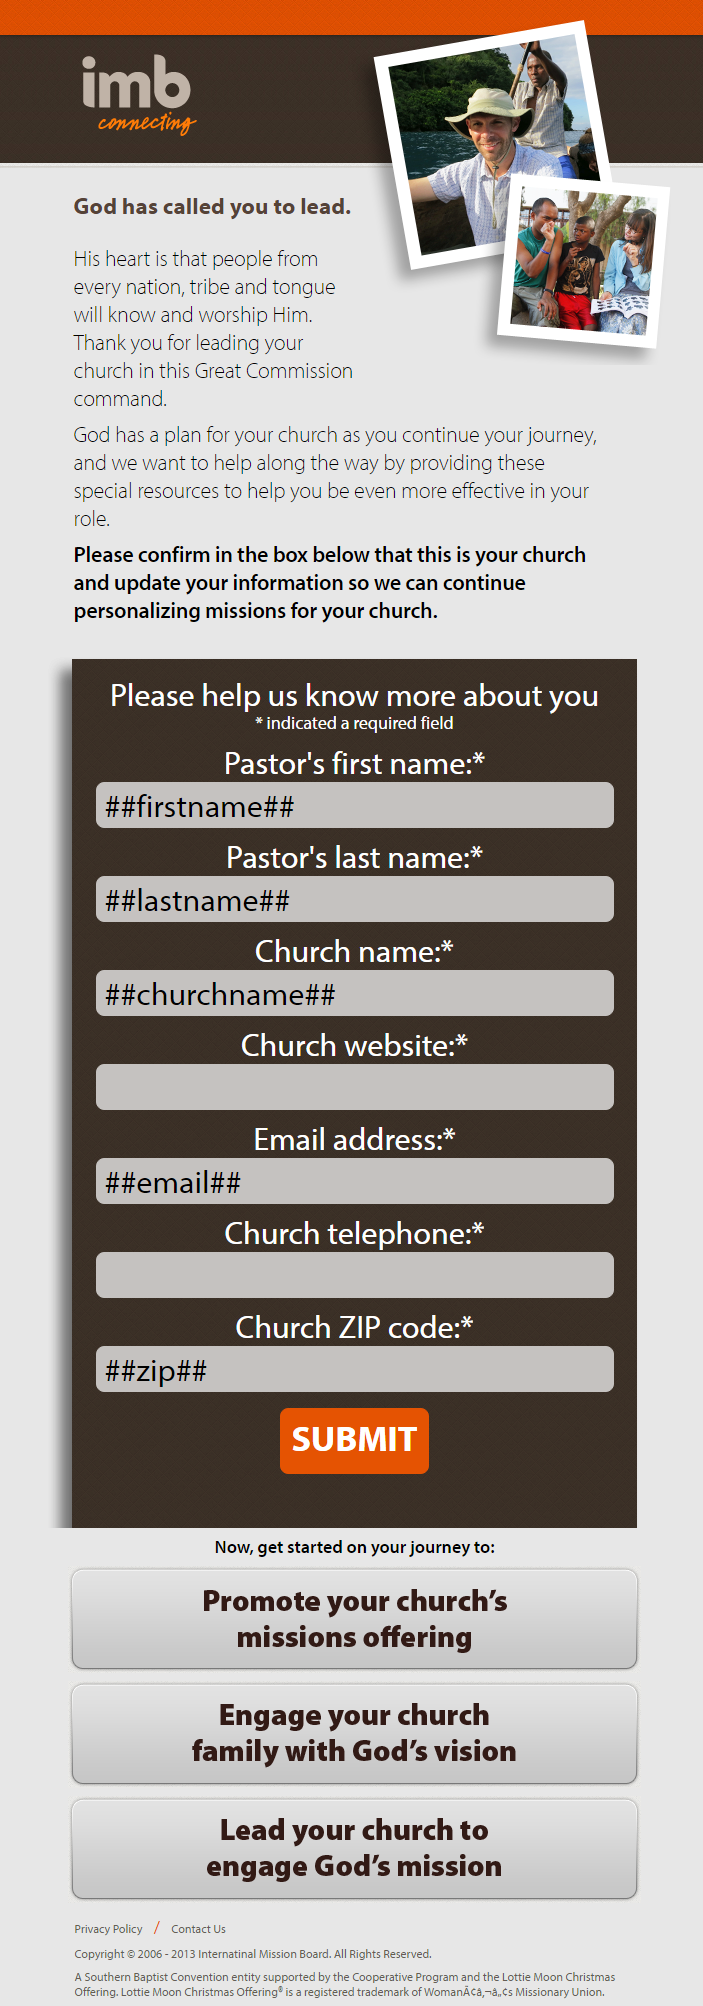 imb
connecting
God has called you to lead.
His heart is that people from
every nation, tribe and tongue
will know and worship Him.
Thank you for leading your
church in this Great Commission
command.
God has a plan for your church as you continue your journey,
and we want to help along the way by providing these
special resources to help you be even more effective in your
role.
Please confirm in the box below that this is your church
and update your information so we can continue
personalizing missions for your church.
Please help us know more about you
* indicated a required field
Pastor's first name:*
##firstname##
Pastor's last name:*
##lastname##
Church name:*
##churchname##
Church website:*
Email address:*
##email##
Church telephone:*
Church ZIP code:*
##zip##
SUBMIT
Now, get started on your journey to:
Promote your church's
missions offering
Engage your church
family with God's vision
Lead your church to
engage God's mission
Privacy Policy / Contact Us
Copyright © 2006 - 2013 Internatinal Mission Board. All Rights Reserved.
A Southern Baptist Convention entity supported by the Cooperative Program and the Lottie Moon Christmas
Offering. Lottie Moon Christmas Offering® is a registered trademark of WomanÃ¢â‚¬â„¢s Missionary Union.